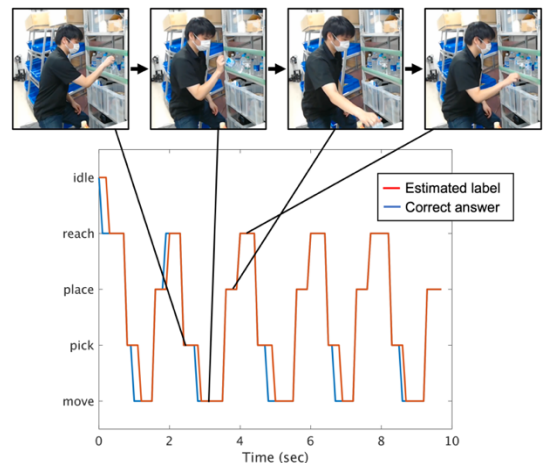 Estimated label
Correct answer
idle
reach
place
pick
move
0
2
4
6
8
10
Time (sec)